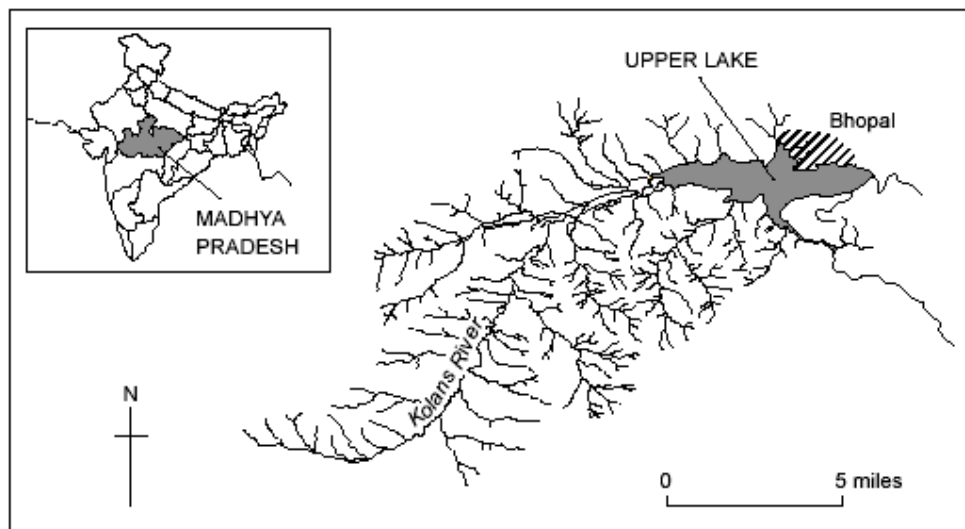 MADHYA
PRADESH
UPPER LAKE
Bhopal
Kolans River
N
0 5 miles